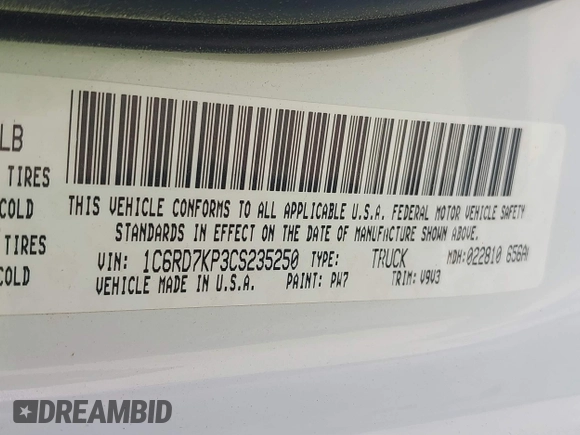 LB
TIRES
COLD
TIRES
COLD
THIS VEHICLE CONFORMS TO ALL APPLICABLE U.S.A. FEDERAL MOTOR VEHICLE SAFETY
STANDARDS IN EFFECT ON THE DATE OF MANUFACTURE SHOWN ABOVE.
VIN: 1C6RD7KP3CS235250 TYPE: TRUCK MDH:022810 656AM
VEHICLE MADE IN U.S.A. PAINT: PW7 TRIM: V9V3
DREAMBID